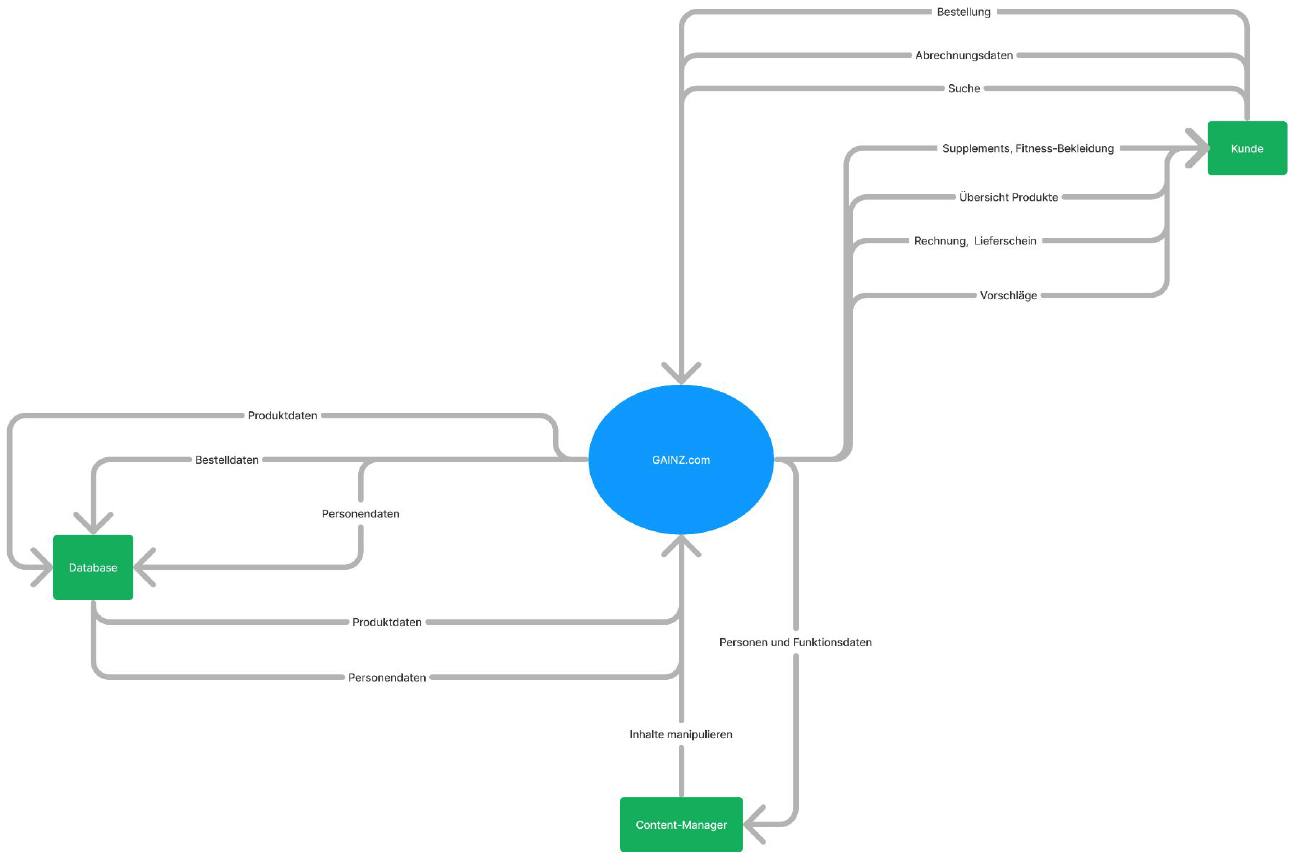 Bestellung
Abrechnungsdaten
Suche
Supplements, Fitness-Bekleidung
Kunde
Übersicht Produkte
Rechnung, Lieferschein
Vorschläge
Produktdaten
Bestelldaten
GAINZ.com
Personendaten
Database
Produktdaten
Personen und Funktionsdaten
Personendaten
Inhalte manipulieren
Content-Manager